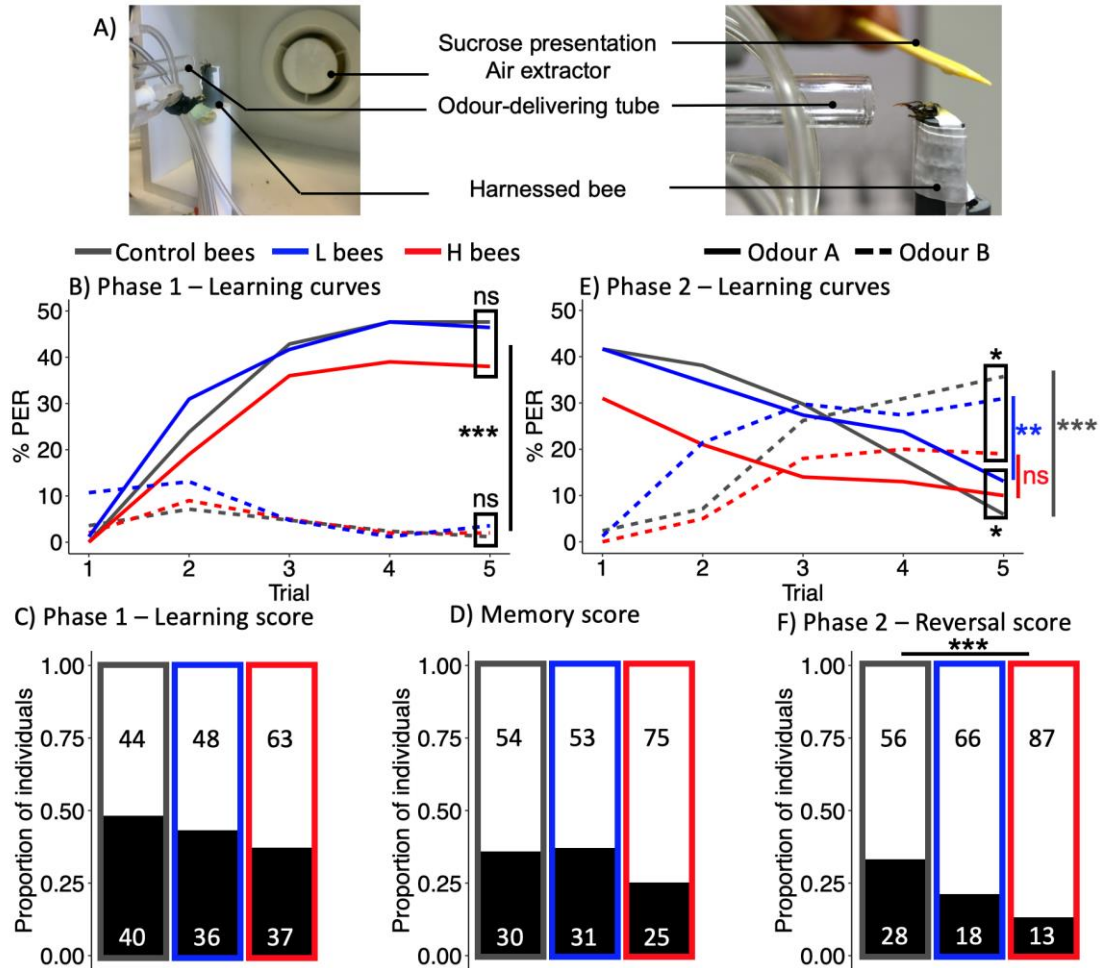 A)
Sucrose presentation
Air extractor
Odour-delivering tube
Harnessed bee
Control bees L bees H bees
Odour A Odour B
B) Phase 1 – Learning curves
% PER
50
40
30
20
10
0
1 2 3 4 5
Trial
ns
***
ns
E) Phase 2 – Learning curves
% PER
50
40
30
20
10
0
1 2 3 4 5
Trial
*
**
***
ns
*
C) Phase 1 – Learning score
Proportion of individuals
1.00
0.75
0.50
0.25
0.00
44 48 63
40 36 37
D) Memory score
Proportion of individuals
1.00
0.75
0.50
0.25
0.00
54 53 75
30 31 25
F) Phase 2 – Reversal score
***
Proportion of individuals
1.00
0.75
0.50
0.25
0.00
56 66 87
28 18 13